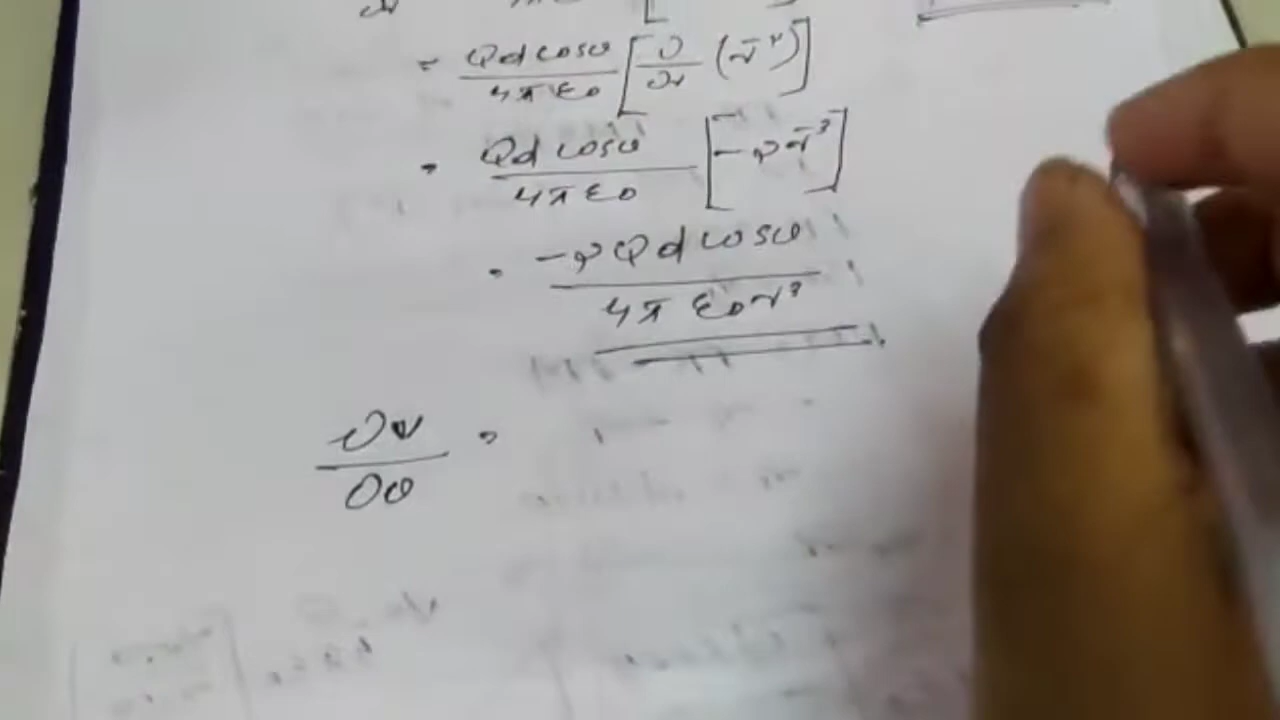 = Qd cosθ / 4πε₀ [∂/∂r (r⁻²)]
= Qd cosθ / 4πε₀ [-2r⁻³]
= -2Qd cosθ / 4πε₀r³
∂V / ∂θ =